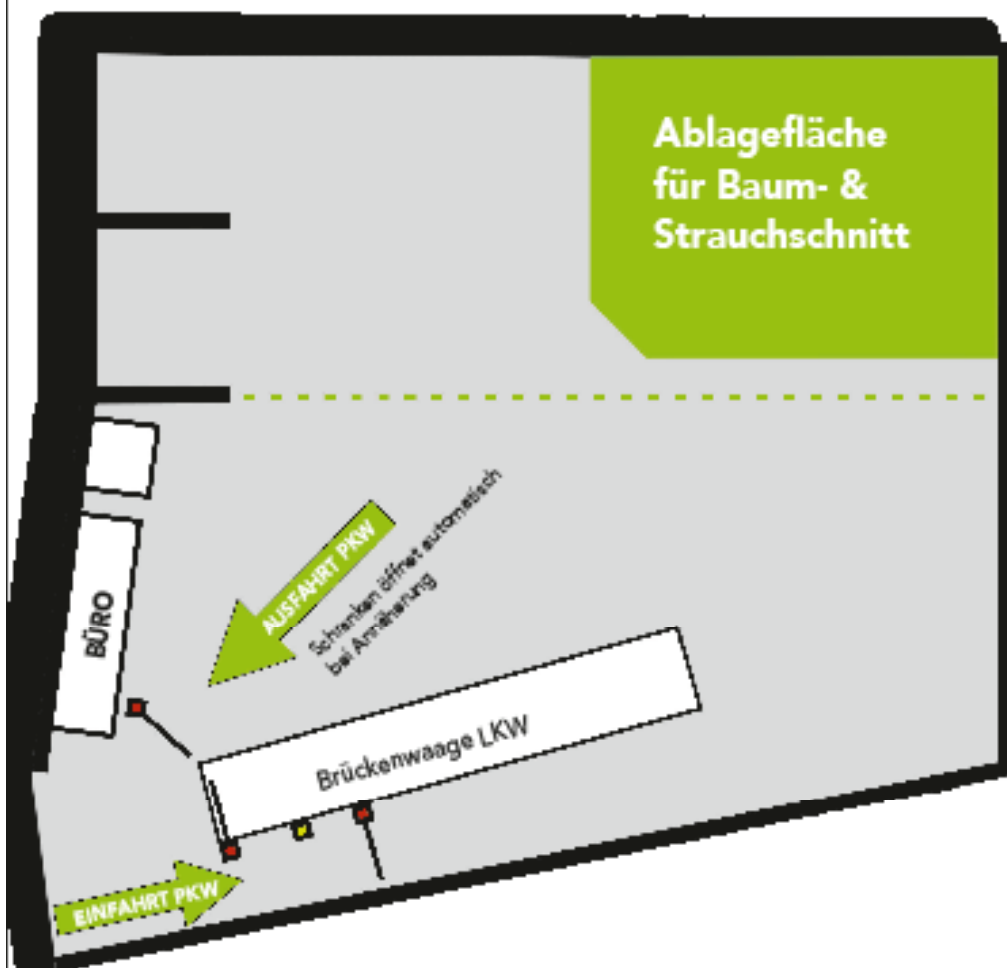 Ablagefläche
für Baum- &
Strauchschnitt
AUSFAHRT PKW
Schranken öffnet automatisch
bei Annäherung
BÜRO
Brückenwaage LKW
EINFAHRT PKW